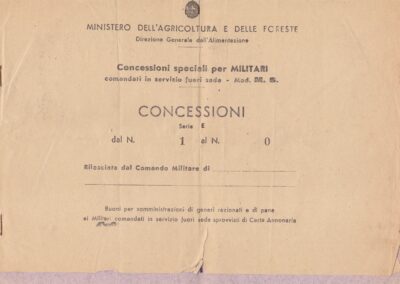 MINISTERO DELL'AGRICOLTURA E DELLE FORESTE
Direzione Generale dell'Alimentazione
Concessioni speciali per MILITARI
comandati in servizio fuori sede - Mod. M. S.
CONCESSIONI
Serie E
dal N. 1 al N. 0
Rilasciata dal Comando Militare di
Buoni per somministrazioni di generi razionati e di pane
ai Militari comandati in servizio fuori sede sprovvisti di Carta Annonaria